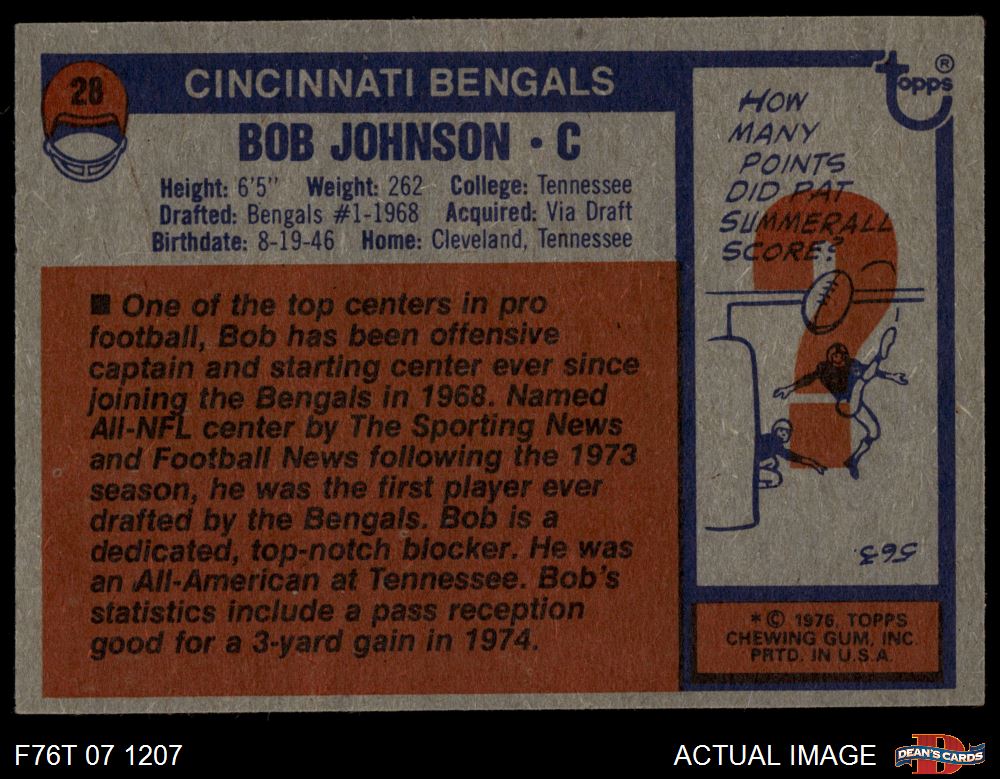 28
CINCINNATI BENGALS
BOB JOHNSON • C
Height: 6'5" Weight: 262 College: Tennessee
Drafted: Bengals #1-1968 Acquired: Via Draft
Birthdate: 8-19-46 Home: Cleveland, Tennessee
■ One of the top centers in pro
football, Bob has been offensive
captain and starting center ever since
joining the Bengals in 1968. Named
All-NFL center by The Sporting News
and Football News following the 1973
season, he was the first player ever
drafted by the Bengals. Bob is a
dedicated, top-notch blocker. He was
an All-American at Tennessee. Bob's
statistics include a pass reception
good for a 3-yard gain in 1974.
Topps®
HOW
MANY
POINTS
DID PAT
SUMMERALL
SCORE?
563.
*© 1976, TOPPS
CHEWING GUM, INC.
PRTD. IN U.S.A.
F76T 07 1207
ACTUAL IMAGE
DEAN'S CARDS